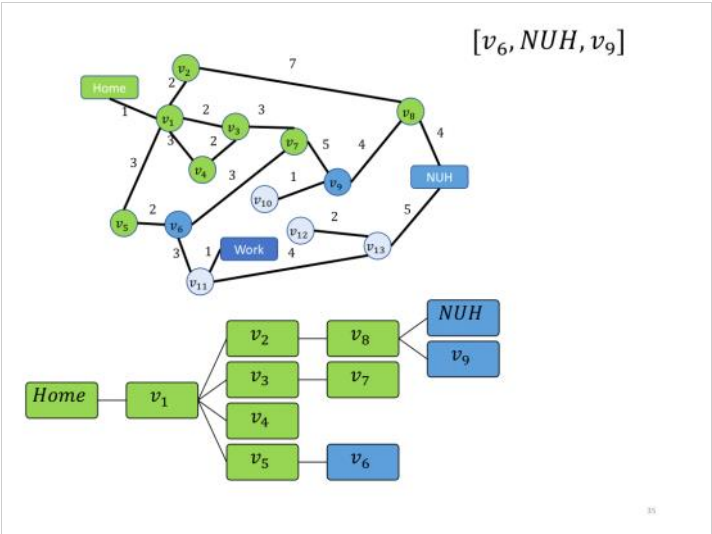 [v₆, NUH, v₉]
7
v₂
Home
2
1
v₁
2
3
v₈
v₃
3
2
v₇
5
4
4
v₄
3
3
1
v₉
NUH
v₁₀
2
v₅
v₆
2
5
v₁₂
v₁₃
3
1
Work
4
v₁₁
NUH
v₂
v₈
v₉
Home
v₁
v₃
v₇
v₄
v₅
v₆
35